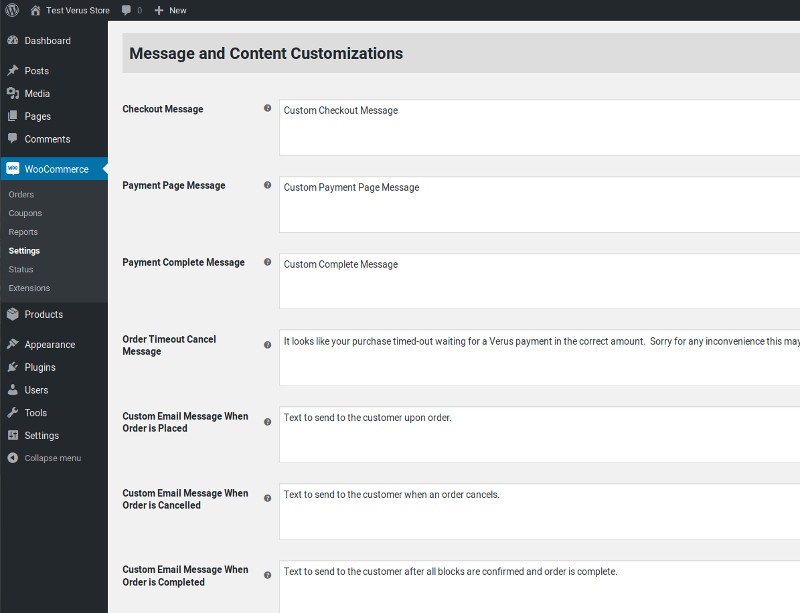 Test Verus Store 0 New
Dashboard
Posts
Media
Pages
Comments
WooCommerce
Orders
Coupons
Reports
Settings
Status
Extensions
Products
Appearance
Plugins
Users
Tools
Settings
Collapse menu
Message and Content Customizations
Checkout Message
Custom Checkout Message
Payment Page Message
Custom Payment Page Message
Payment Complete Message
Custom Complete Message
Order Timeout Cancel
Message
It looks like your purchase timed-out waiting for a Verus payment in the correct amount.  Sorry for any inconvenience this may
Custom Email Message When
Order is Placed
Text to send to the customer upon order.
Custom Email Message When
Order is Cancelled
Text to send to the customer when an order cancels.
Custom Email Message When
Order is Completed
Text to send to the customer after all blocks are confirmed and order is complete.